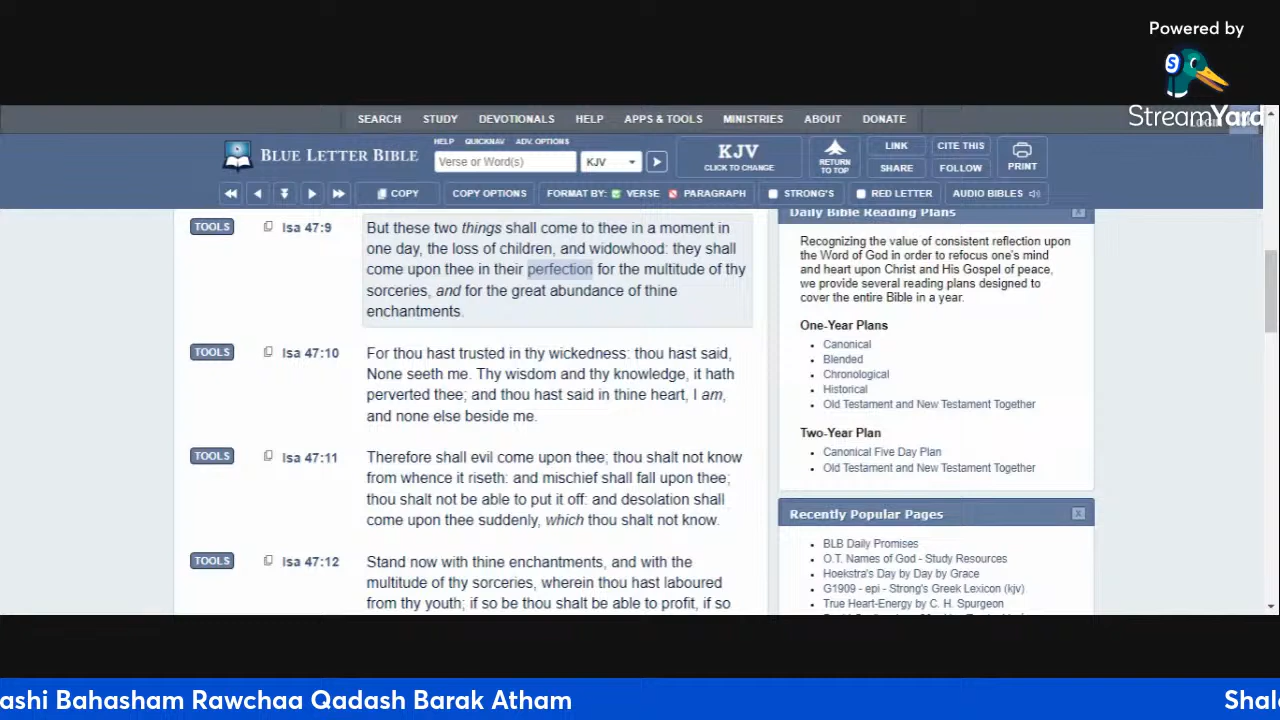 Powered by
StreamYard
SEARCH STUDY DEVOTIONALS HELP APPS & TOOLS MINISTRIES ABOUT DONATE
BLUE LETTER BIBLE
HELP QUICKNAV ADV. OPTIONS
Verse or Word(s) KJV
KJV
CLICK TO CHANGE
RETURN
TO TOP
LINK CITE THIS
SHARE FOLLOW
PRINT
COPY COPY OPTIONS FORMAT BY: VERSE PARAGRAPH STRONG'S RED LETTER AUDIO BIBLES
TOOLS Isa 47:9
But these two things shall come to thee in a moment in
one day, the loss of children, and widowhood: they shall
come upon thee in their perfection for the multitude of thy
sorceries, and for the great abundance of thine
enchantments.
TOOLS Isa 47:10
For thou hast trusted in thy wickedness: thou hast said,
None seeth me. Thy wisdom and thy knowledge, it hath
perverted thee; and thou hast said in thine heart, I am,
and none else beside me.
TOOLS Isa 47:11
Therefore shall evil come upon thee; thou shalt not know
from whence it riseth: and mischief shall fall upon thee;
thou shalt not be able to put it off: and desolation shall
come upon thee suddenly, which thou shalt not know.
TOOLS Isa 47:12
Stand now with thine enchantments, and with the
multitude of thy sorceries, wherein thou hast laboured
from thy youth; if so be thou shalt be able to profit, if so
Daily Bible Reading Plans
Recognizing the value of consistent reflection upon
the Word of God in order to refocus one's mind
and heart upon Christ and His Gospel of peace,
we provide several reading plans designed to
cover the entire Bible in a year.
One-Year Plans
Canonical
Blended
Chronological
Historical
Old Testament and New Testament Together
Two-Year Plan
Canonical Five Day Plan
Old Testament and New Testament Together
Recently Popular Pages
BLB Daily Promises
O.T. Names of God - Study Resources
Hoekstra's Day by Day by Grace
G1909 - epi - Strong's Greek Lexicon (kjv)
True Heart-Energy by C. H. Spurgeon
ashi Bahasham Rawchaa Qadash Barak Atham
Shal